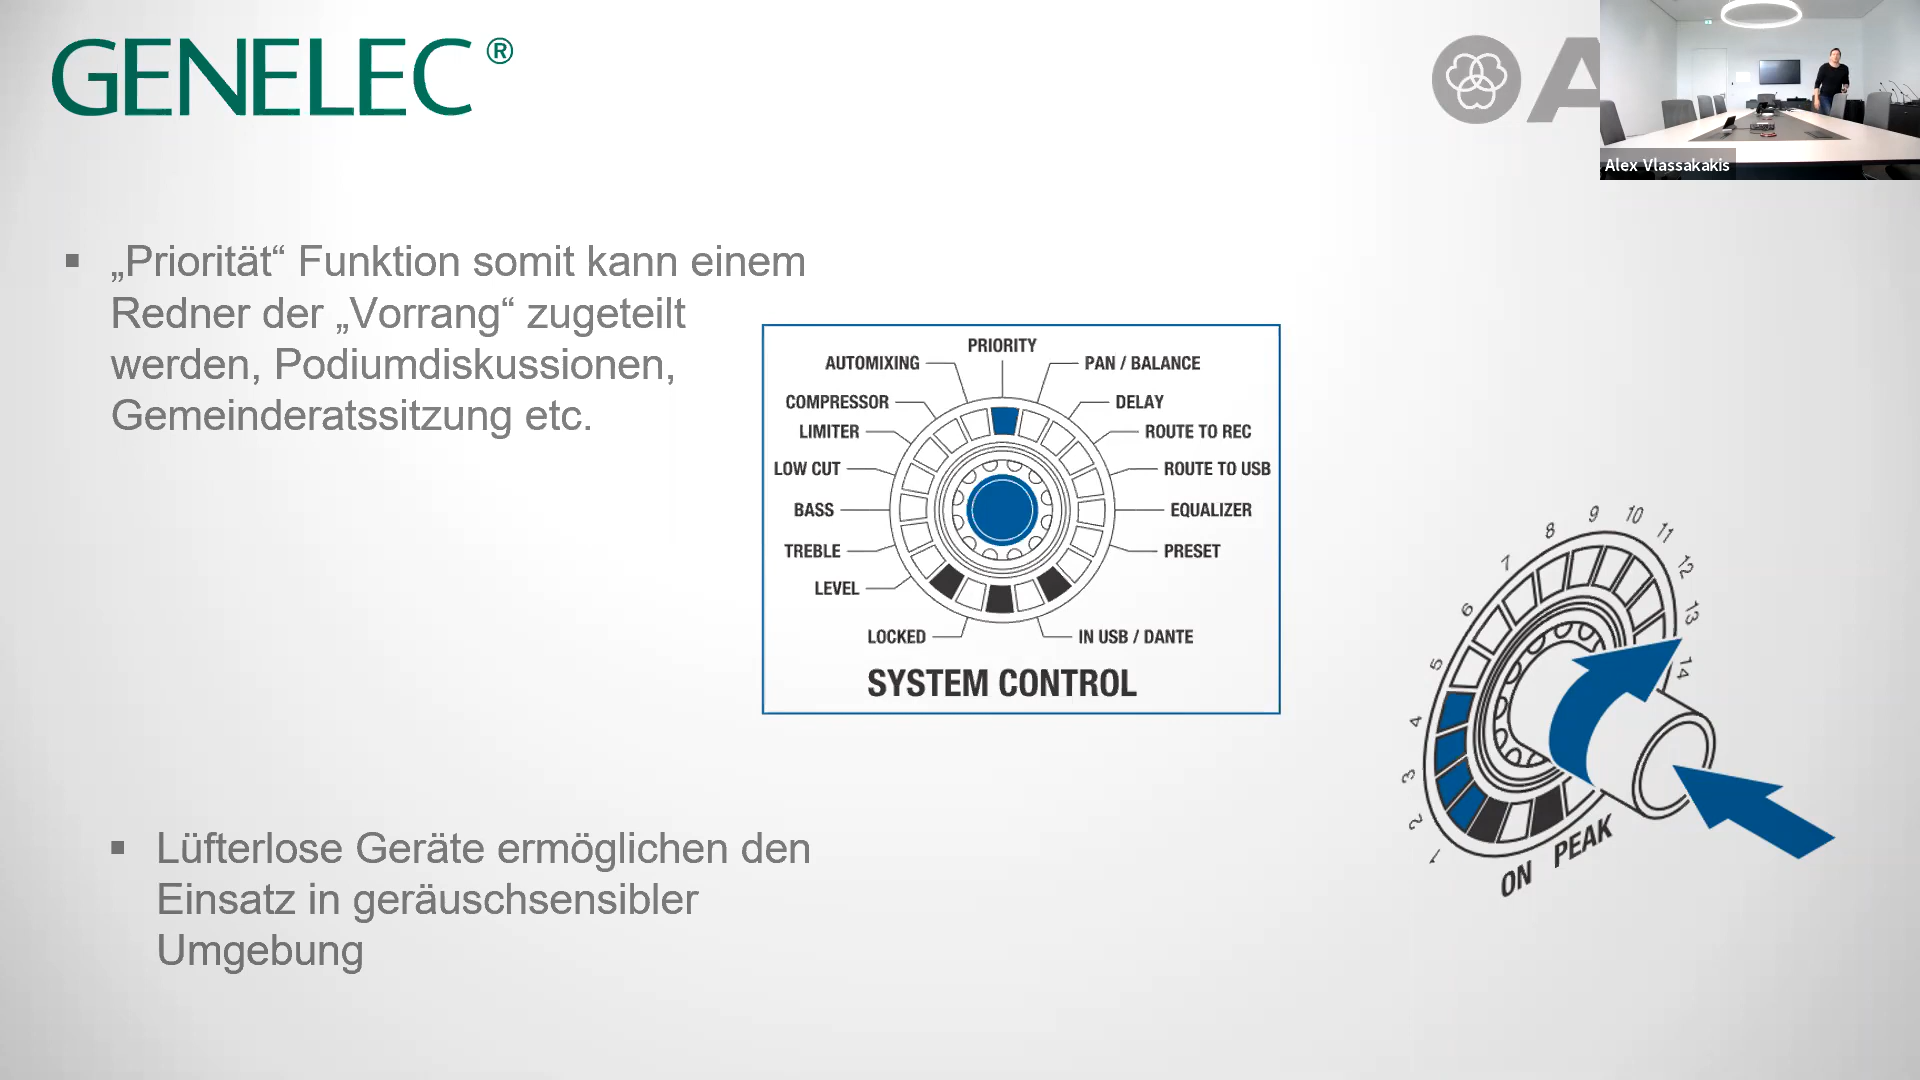 GENELEC®
A
Alex Vlassakakis
▪ „Priorität“ Funktion somit kann einem
Redner der „Vorrang“ zugeteilt
werden, Podiumdiskussionen,
Gemeinderatssitzung etc.
PRIORITY
AUTOMIXING
PAN / BALANCE
COMPRESSOR
DELAY
LIMITER
ROUTE TO REC
LOW CUT
ROUTE TO USB
BASS
EQUALIZER
TREBLE
PRESET
LEVEL
LOCKED
IN USB / DANTE
SYSTEM CONTROL
1
2
3
4
5
6
7
8
9
10
11
12
13
14
ON PEAK
▪ Lüfterlose Geräte ermöglichen den
Einsatz in geräuschsensibler
Umgebung